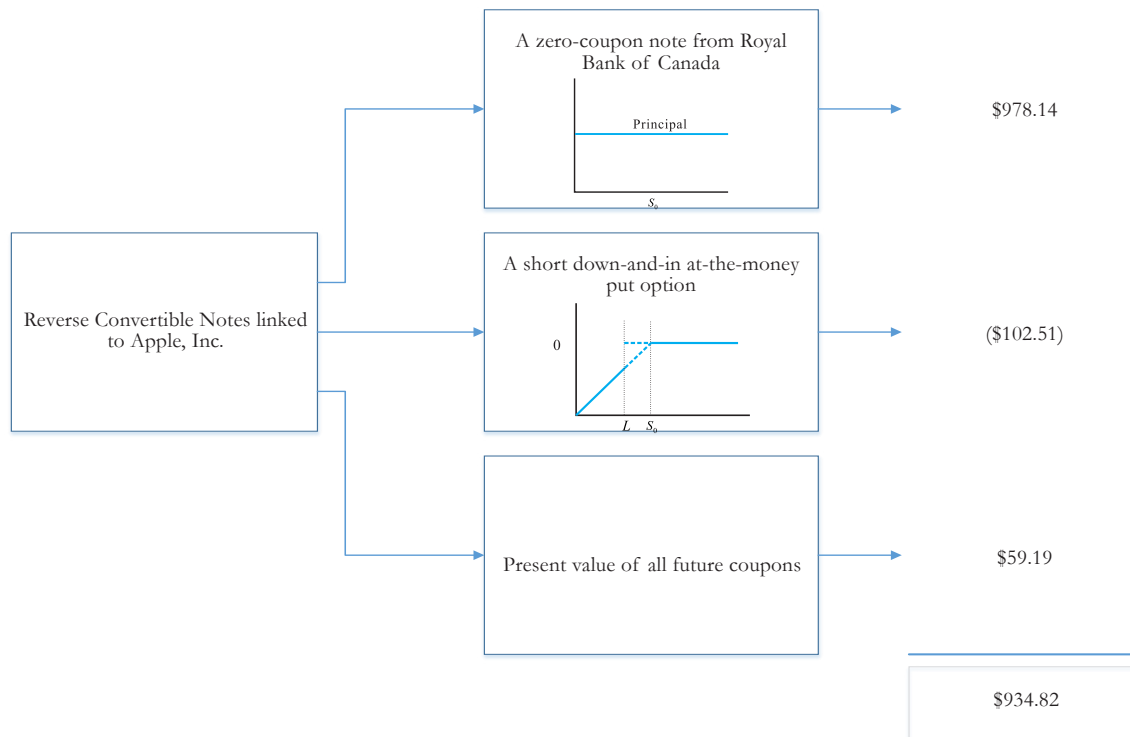 A zero-coupon note from Royal
Bank of Canada
Principal
S₀
$978.14
Reverse Convertible Notes linked
to Apple, Inc.
A short down-and-in at-the-money
put option
0
L S₀
($102.51)
Present value of all future coupons
$59.19
$934.82